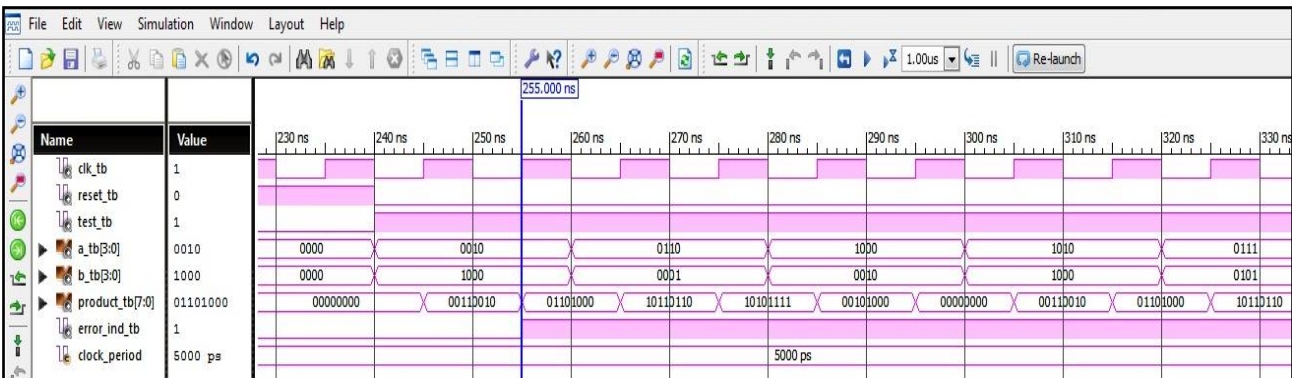 File Edit View Simulation Window Layout Help
1.00us Re-launch
255.000 ns
Name Value 230 ns 240 ns 250 ns 260 ns 270 ns 280 ns 290 ns 300 ns 310 ns 320 ns 330 ns
clk_tb 1
reset_tb 0
test_tb 1
a_tb[3:0] 0010 0000 0010 0110 1000 1010 0111
b_tb[3:0] 1000 0000 1000 0001 0010 1000 0101
product_tb[7:0] 01101000 00000000 00110010 01101000 10110110 10101111 00101000 00000000 00110010 01101000 10110110
error_ind_tb 1
clock_period 5000 ps 5000 ps